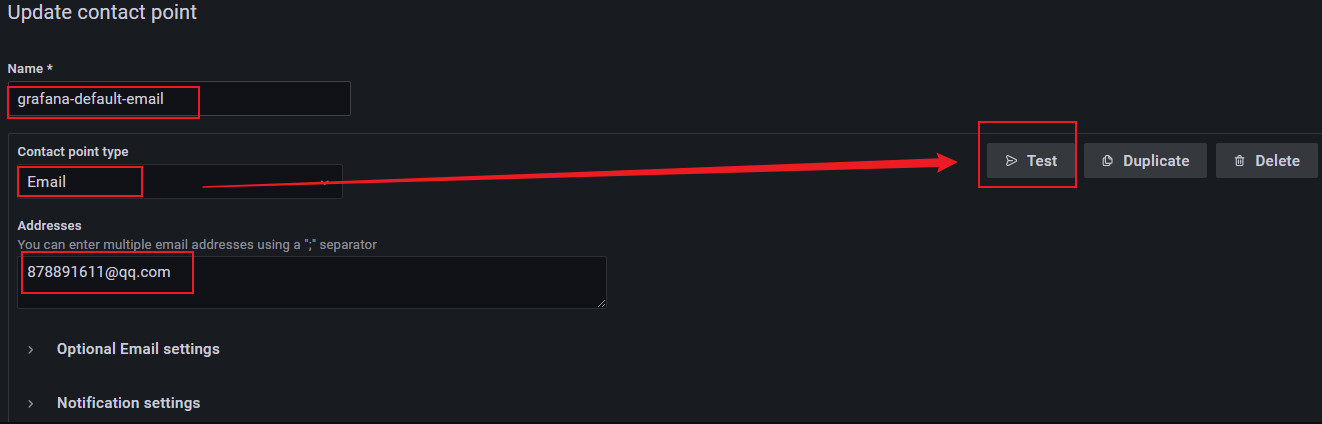 Update contact point
Name *
grafana-default-email
Contact point type
Email
Test
Duplicate
Delete
Addresses
You can enter multiple email addresses using a ";" separator
878891611@qq.com
Optional Email settings
Notification settings